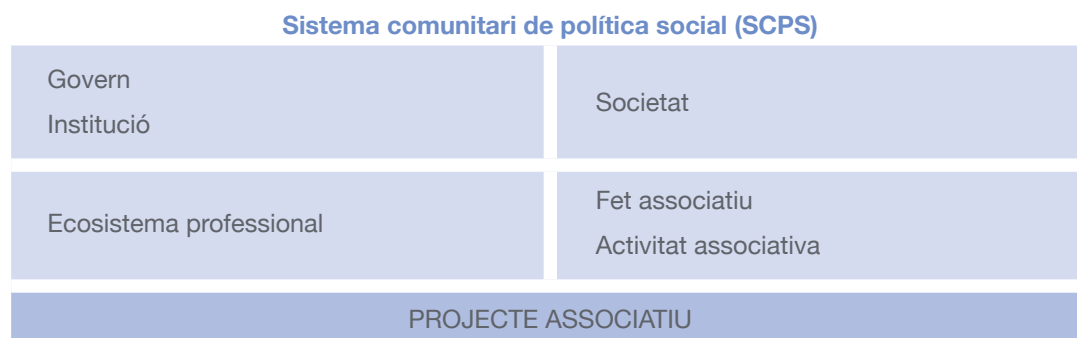 Sistema comunitari de política social (SCPS)
Govern
Institució
Societat
Ecosistema professional
Fet associatiu
Activitat associativa
PROJECTE ASSOCIATIU